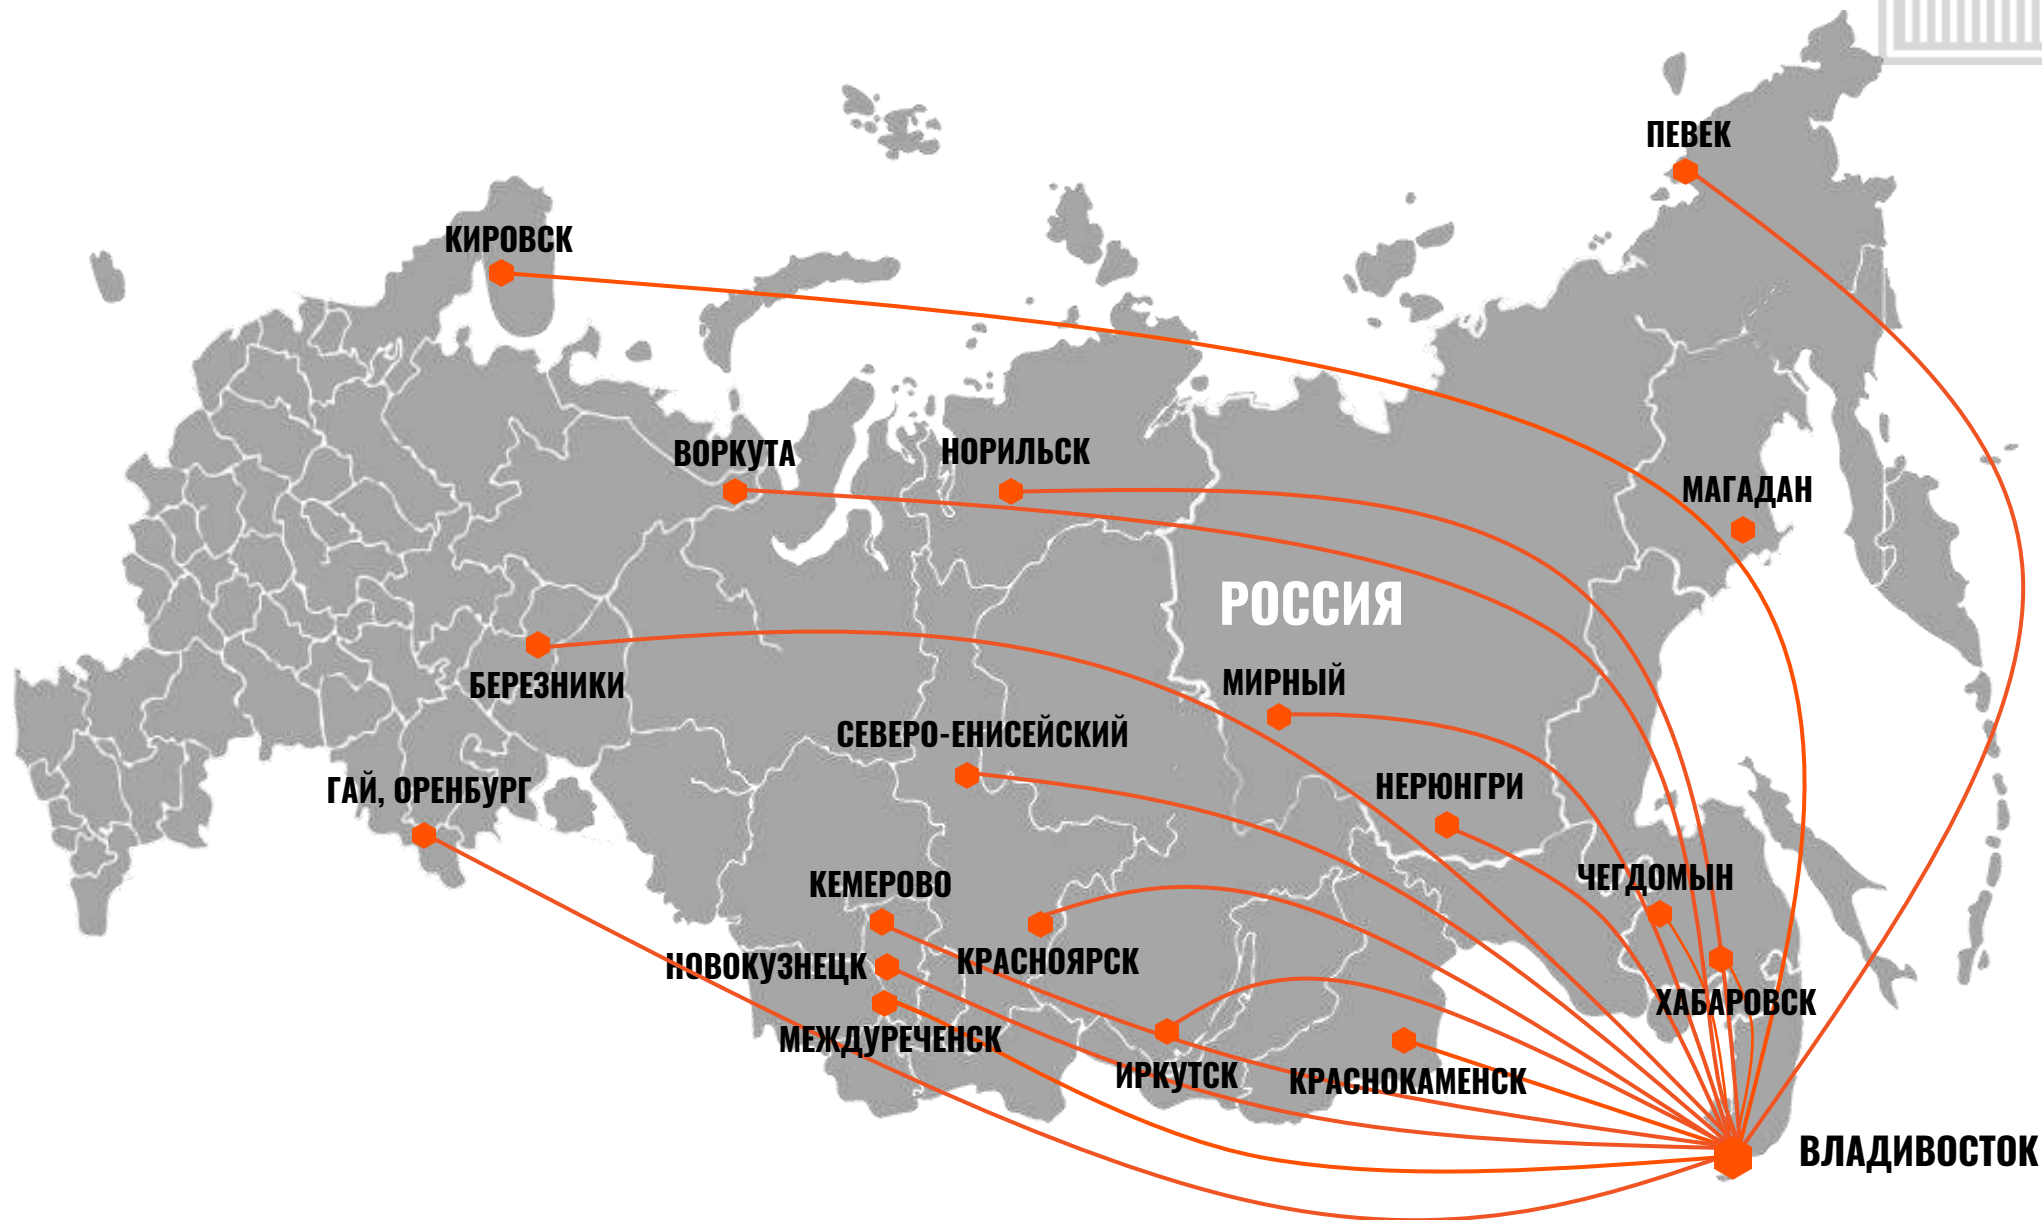 ПЕВЕК
КИРОВСК
ВОРКУТА
НОРИЛЬСК
МАГАДАН
РОССИЯ
БЕРЕЗНИКИ
МИРНЫЙ
СЕВЕРО-ЕНИСЕЙСКИЙ
ГАЙ, ОРЕНБУРГ
НЕРЮНГРИ
КЕМЕРОВО
ЧЕГДОМЫН
НОВОКУЗНЕЦК
КРАСНОЯРСК
ХАБАРОВСК
МЕЖДУРЕЧЕНСК
ИРКУТСК
КРАСНОКАМЕНСК
ВЛАДИВОСТОК